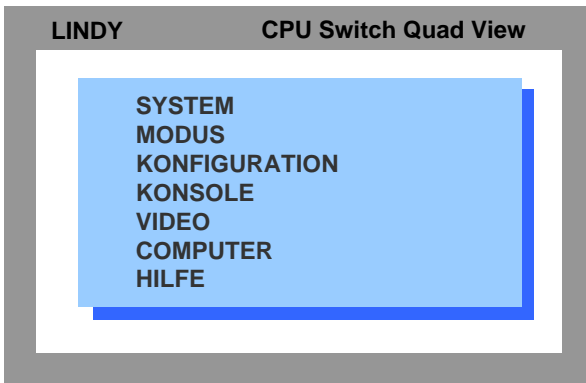 LINDY CPU Switch Quad View
SYSTEM
MODUS
KONFIGURATION
KONSOLE
VIDEO
COMPUTER
HILFE